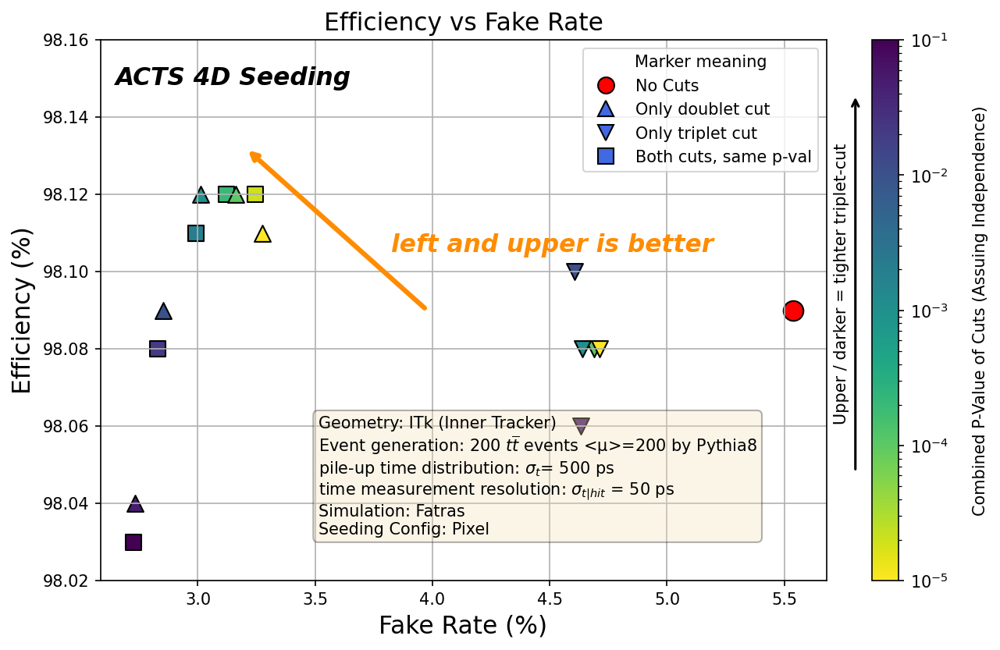 Efficiency vs Fake Rate
ACTS 4D Seeding
Marker meaning
No Cuts
Only doublet cut
Only triplet cut
Both cuts, same p-val
left and upper is better
Geometry: ITk (Inner Tracker)
Event generation: 200 tt̅ events <μ>=200 by Pythia8
pile-up time distribution: σ_t= 500 ps
time measurement resolution: σ_{t|hit} = 50 ps
Simulation: Fatras
Seeding Config: Pixel
Efficiency (%)
98.16
98.14
98.12
98.10
98.08
98.06
98.04
98.02
3.0 3.5 4.0 4.5 5.0 5.5
Fake Rate (%)
Upper / darker = tighter triplet-cut
10⁻¹
10⁻²
10⁻³
10⁻⁴
10⁻⁵
Combined P-Value of Cuts (Assuing Independence)